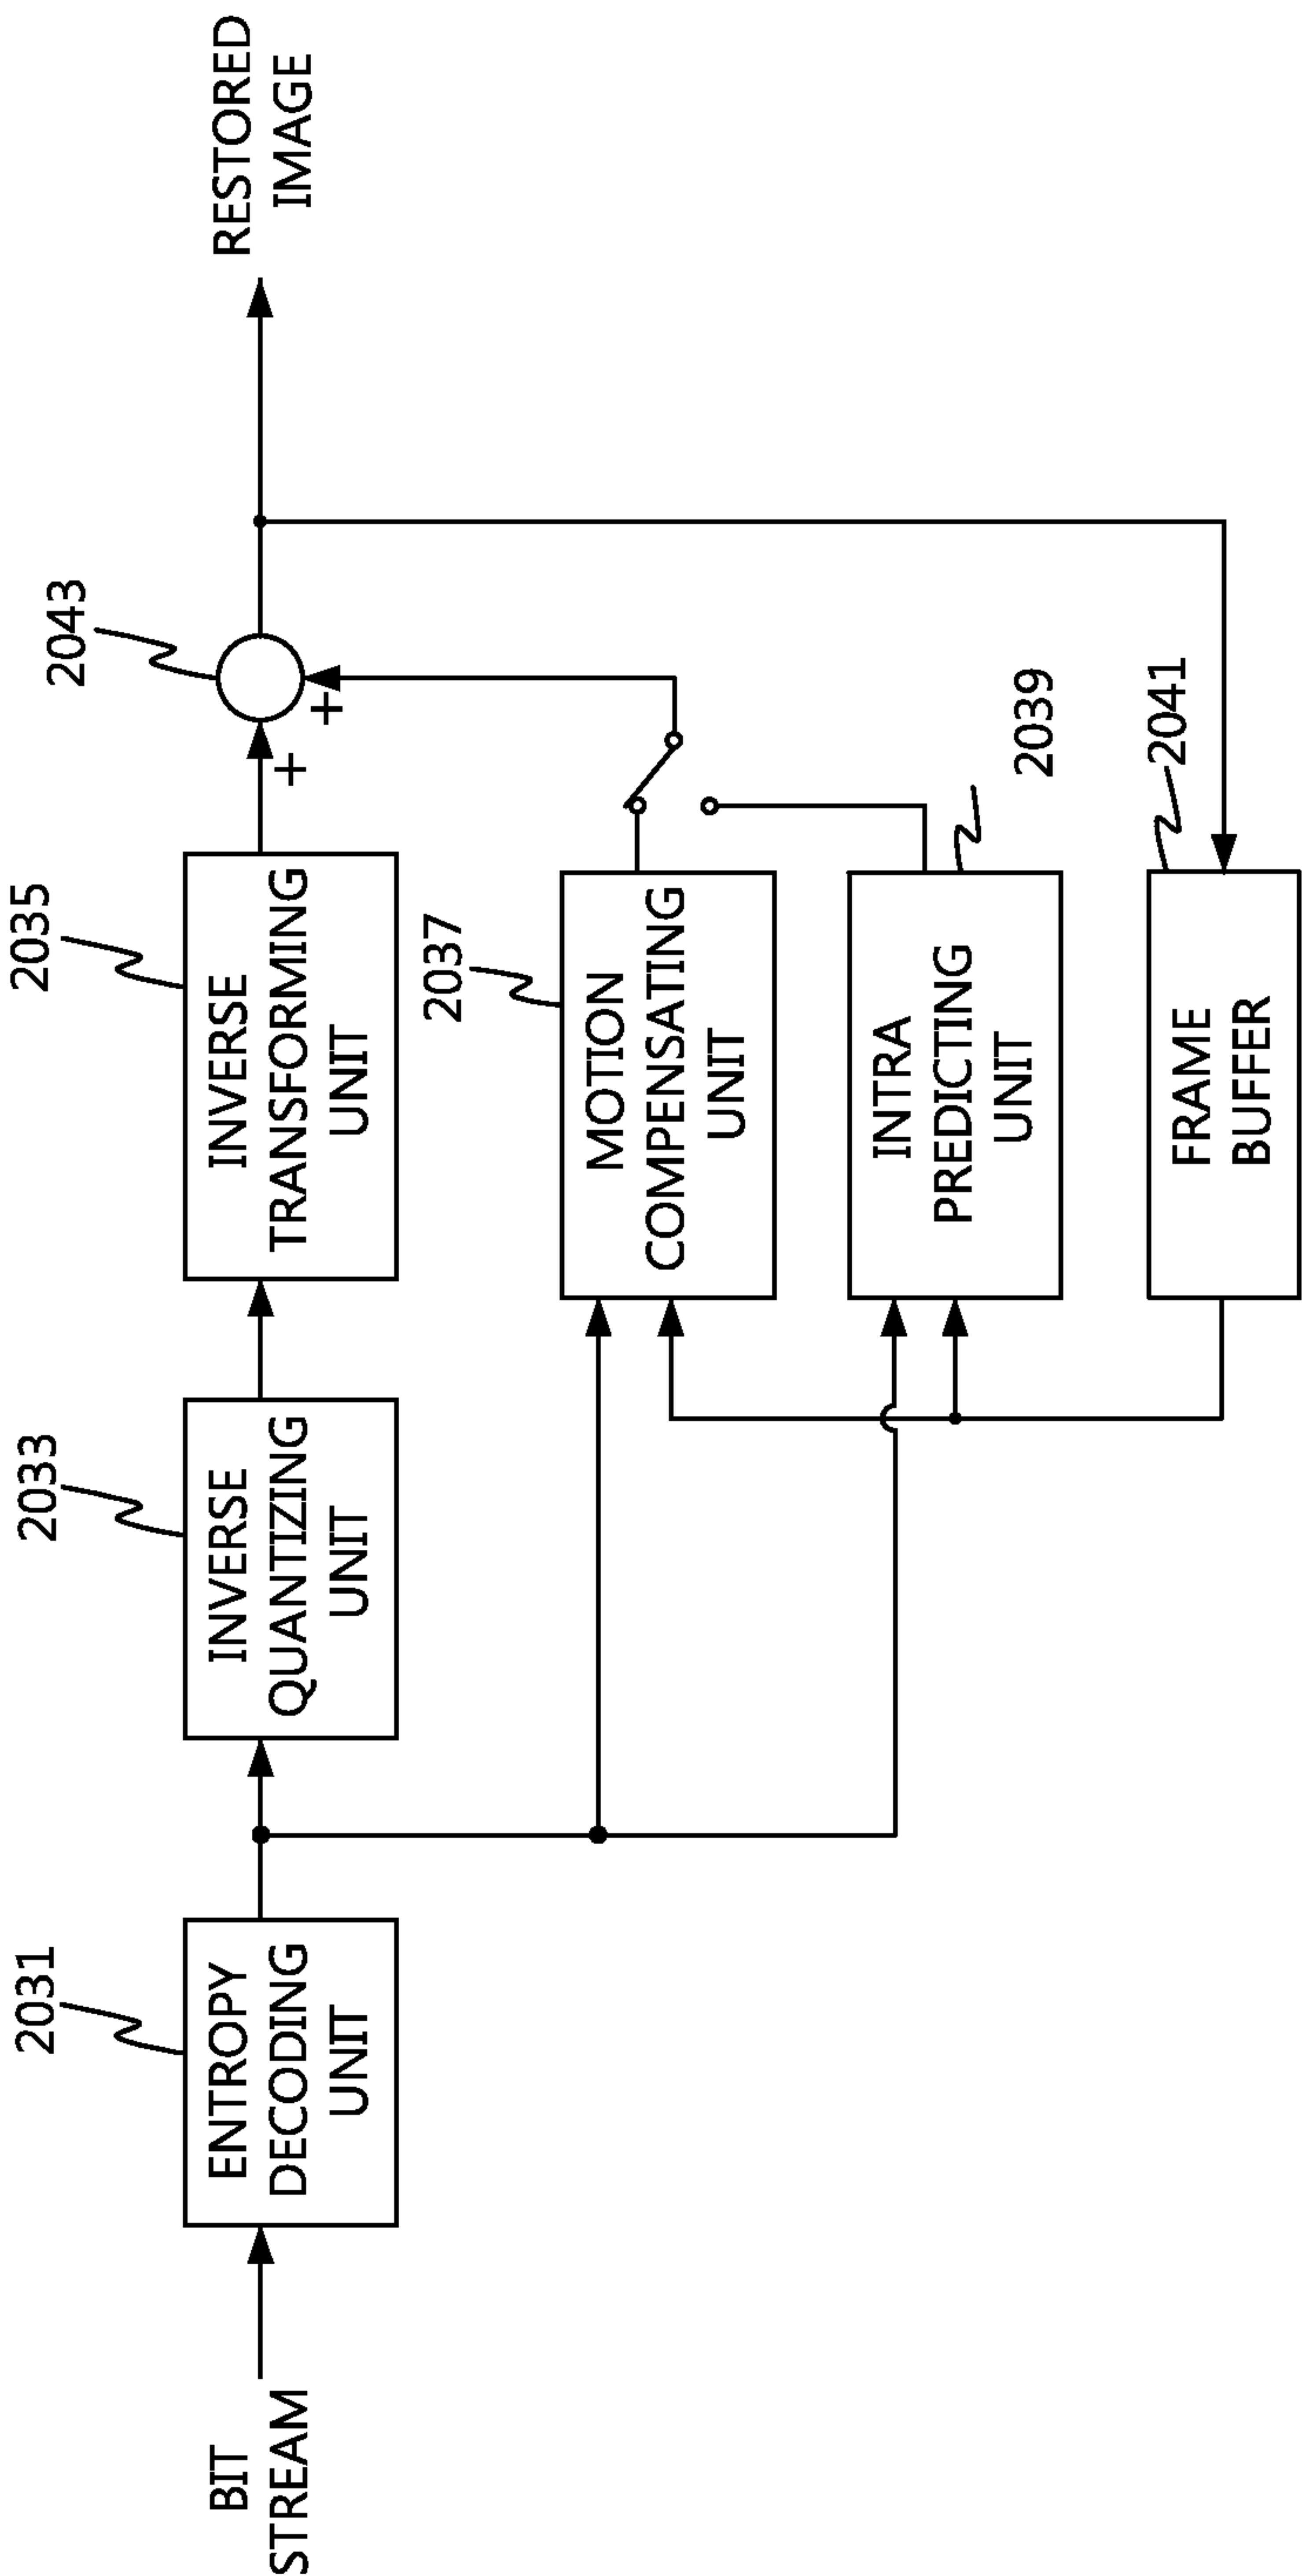 BIT
STREAM
2031
ENTROPY
DECODING
UNIT
2033
INVERSE
QUANTIZING
UNIT
2035
INVERSE
TRANSFORMING
UNIT
2043
+
+
RESTORED
IMAGE
2037
MOTION
COMPENSATING
UNIT
2039
INTRA
PREDICTING
UNIT
2041
FRAME
BUFFER